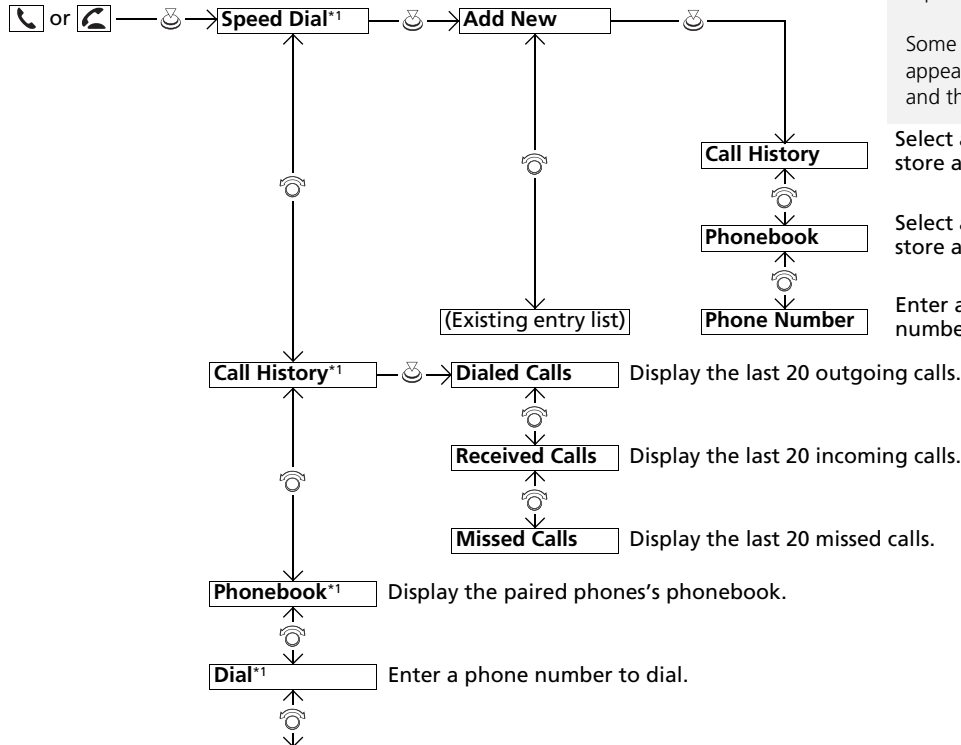 or Speed Dial*1 Add New
Some
appea
and th
Call History Select a
store a
Phonebook Select a
store a
(Existing entry list) Phone Number Enter a
numbe
Call History*1 Dialed Calls Display the last 20 outgoing calls.
Received Calls Display the last 20 incoming calls.
Missed Calls Display the last 20 missed calls.
Phonebook*1 Display the paired phones's phonebook.
Dial*1 Enter a phone number to dial.